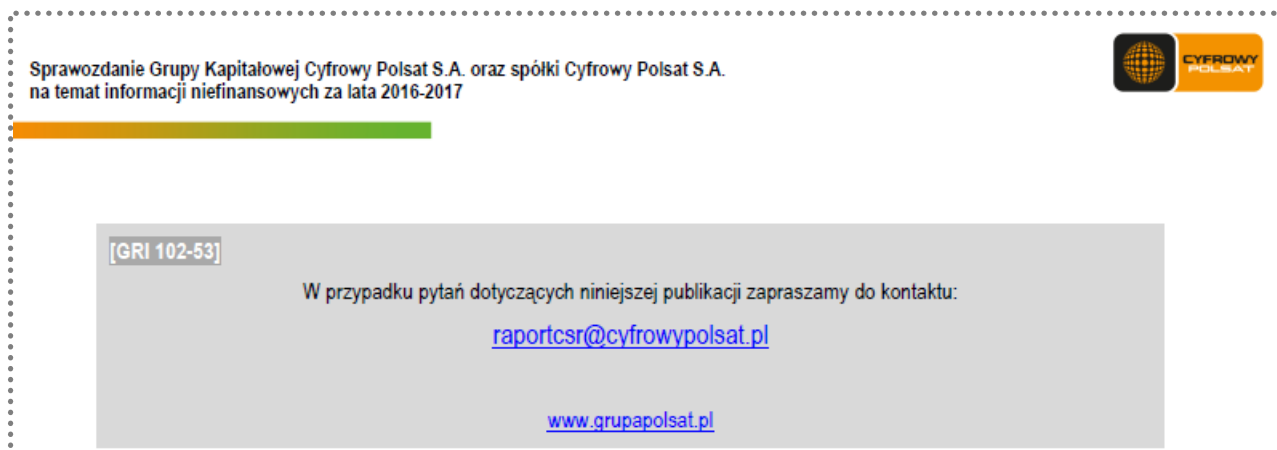 Sprawozdanie Grupy Kapitałowej Cyfrowy Polsat S.A. oraz spółki Cyfrowy Polsat S.A.
na temat informacji niefinansowych za lata 2016-2017
CYFROWY
POLSAT
[GRI 102-53]
W przypadku pytań dotyczących niniejszej publikacji zapraszamy do kontaktu:
raportcsr@cyfrowypolsat.pl
www.grupapolsat.pl